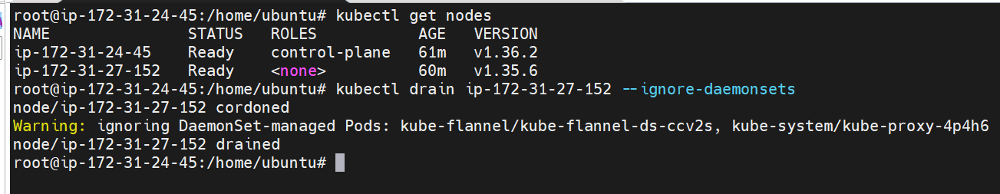 root@ip-172-31-24-45:/home/ubuntu# kubectl get nodes
NAME               STATUS   ROLES           AGE   VERSION
ip-172-31-24-45    Ready    control-plane   61m   v1.36.2
ip-172-31-27-152   Ready    <none>          60m   v1.35.6
root@ip-172-31-24-45:/home/ubuntu# kubectl drain ip-172-31-27-152 --ignore-daemonsets
node/ip-172-31-27-152 cordoned
Warning: ignoring DaemonSet-managed Pods: kube-flannel/kube-flannel-ds-ccv2s, kube-system/kube-proxy-4p4h6
node/ip-172-31-27-152 drained
root@ip-172-31-24-45:/home/ubuntu#